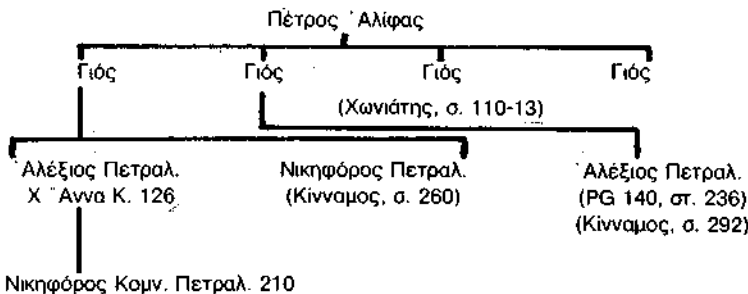 Πέτρος Ἀλίφας
Γιός Γιός Γιός Γιός
(Χωνιάτης, σ. 110-13)
Αλέξιος Πετραλ. Νικηφόρος Πετραλ. Ἀλέξιος Πετραλ.
Χ Ἄννα Κ. 126 (Κίνναμος, σ. 260) (PG 140, στ. 236)
(Κίνναμος, σ. 292)
Νικηφόρος Κομν. Πετραλ. 210